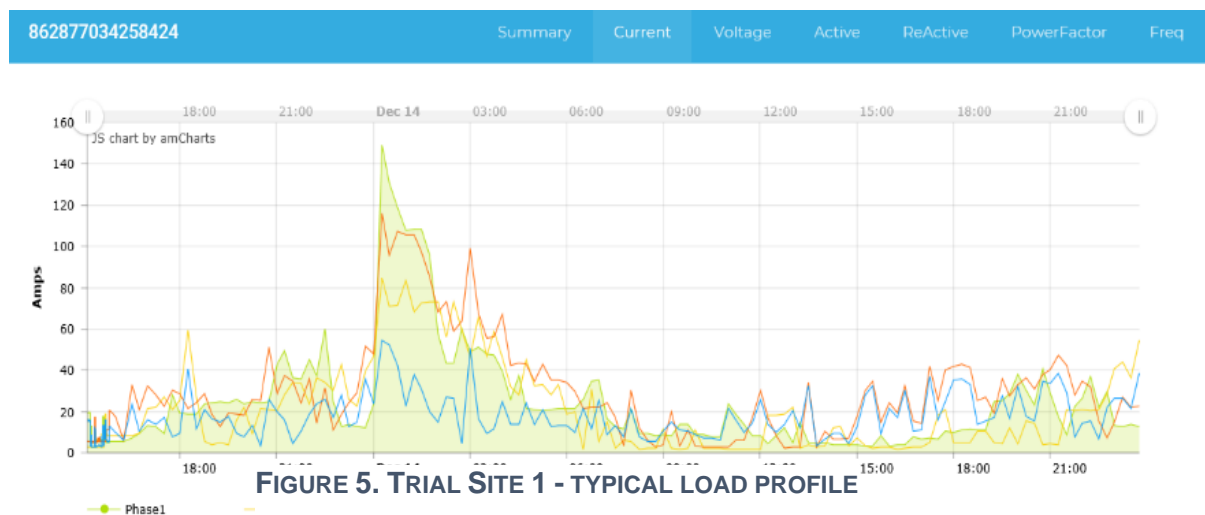 862877034258424 Summary Current Voltage Active ReActive PowerFactor Freq
18:00 21:00 Dec 14 03:00 06:00 09:00 12:00 15:00 18:00 21:00
JS chart by amCharts
160
140
120
100
80
60
40
20
0
Amps
18:00 15:00 18:00 21:00
FIGURE 5. TRIAL SITE 1 - TYPICAL LOAD PROFILE
Phase1